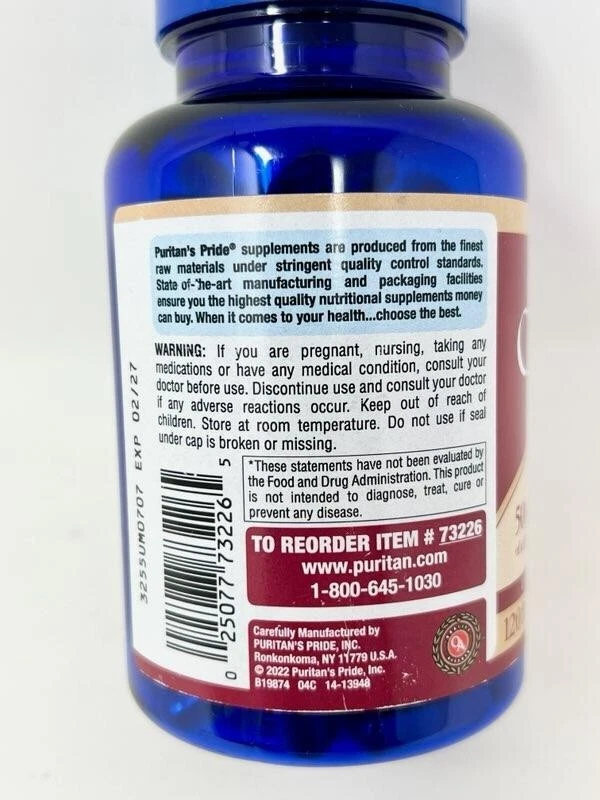 Puritan's Pride® supplements are produced from the finest
raw materials under stringent quality control standards.
State-of-the-art manufacturing and packaging facilities
ensure you the highest quality nutritional supplements money
can buy. When it comes to your health...choose the best.
WARNING: If you are pregnant, nursing, taking any
medications or have any medical condition, consult your
doctor before use. Discontinue use and consult your doctor
if any adverse reactions occur. Keep out of reach of
children. Store at room temperature. Do not use if seal
under cap is broken or missing.
*These statements have not been evaluated by
the Food and Drug Administration. This product
is not intended to diagnose, treat, cure or
prevent any disease.
TO REORDER ITEM # 73226
www.puritan.com
1-800-645-1030
Carefully Manufactured by
PURITAN'S PRIDE, INC.
Ronkonkoma, NY 11779 U.S.A.
© 2022 Puritan's Pride, Inc.
B19874 04C 14-13948
0 25077 73226 5
3255UM0707 EXP 02/27
QA
120